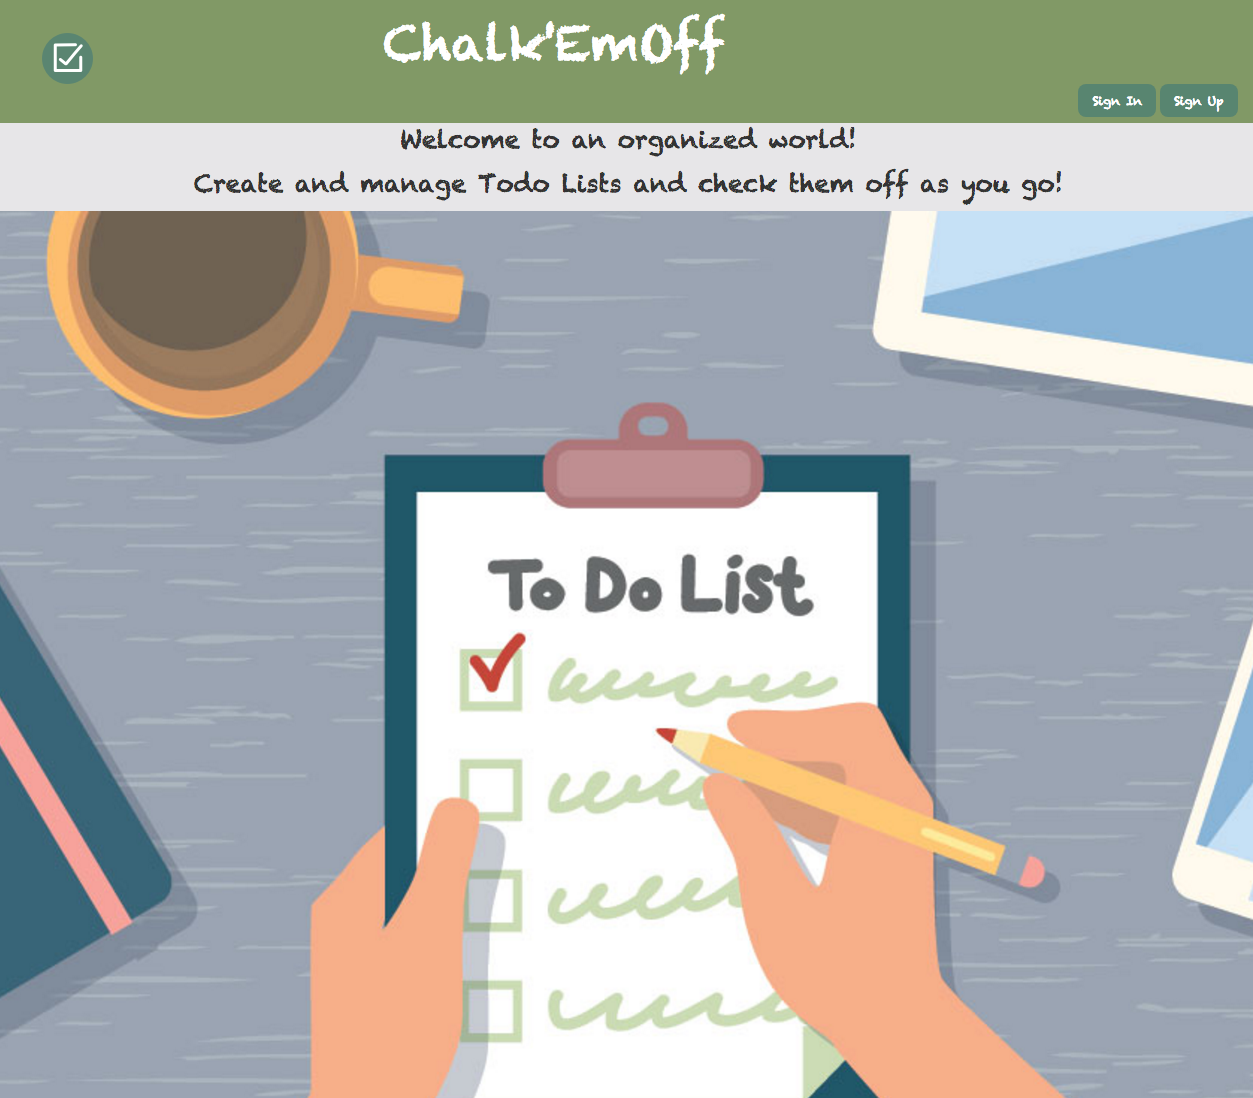 Chalk'EmOff
Sign In Sign Up
Welcome to an organized world!
Create and manage Todo Lists and check them off as you go!
To Do List